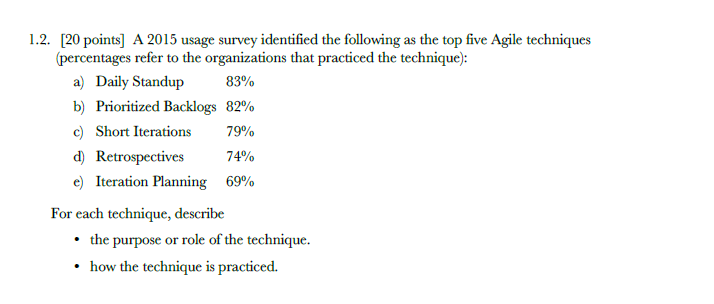 1.2. [20 points] A 2015 usage survey identified the following as the top five Agile techniques
(percentages refer to the organizations that practiced the technique):
a) Daily Standup 83%
b) Prioritized Backlogs 82%
c) Short Iterations 79%
d) Retrospectives 74%
e) Iteration Planning 69%
For each technique, describe
• the purpose or role of the technique.
• how the technique is practiced.